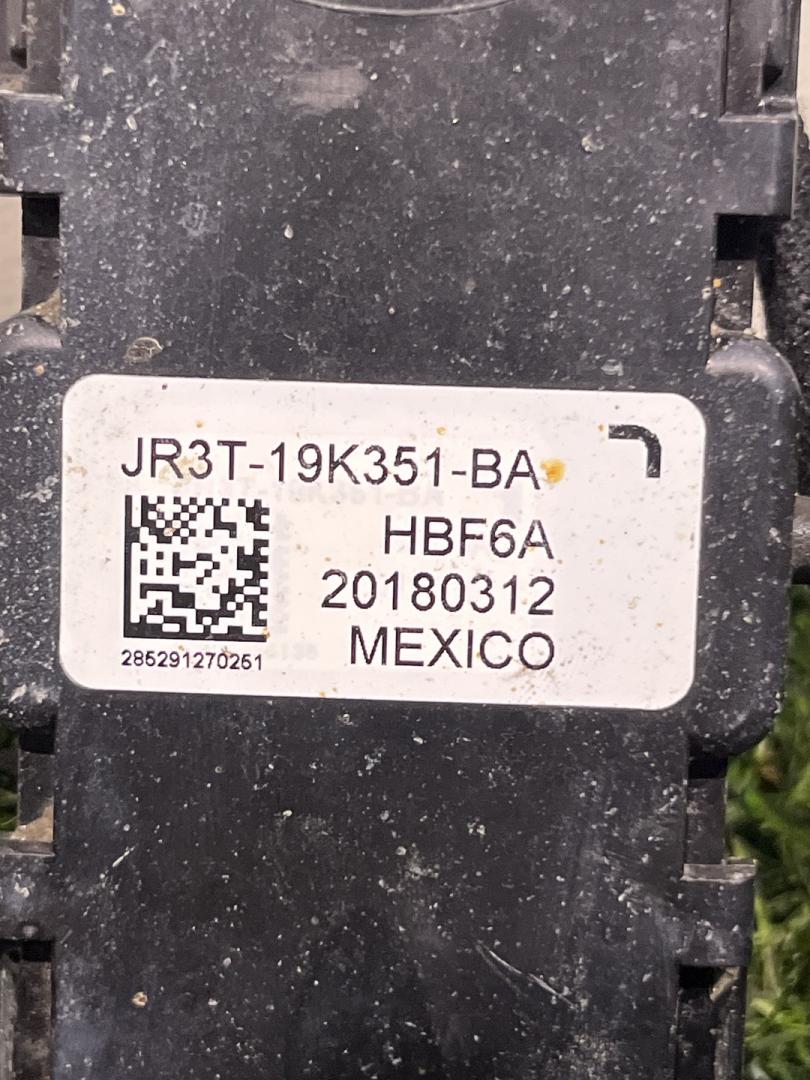 JR3T-19K351-BA
HBF6A
20180312
285291270251
MEXICO